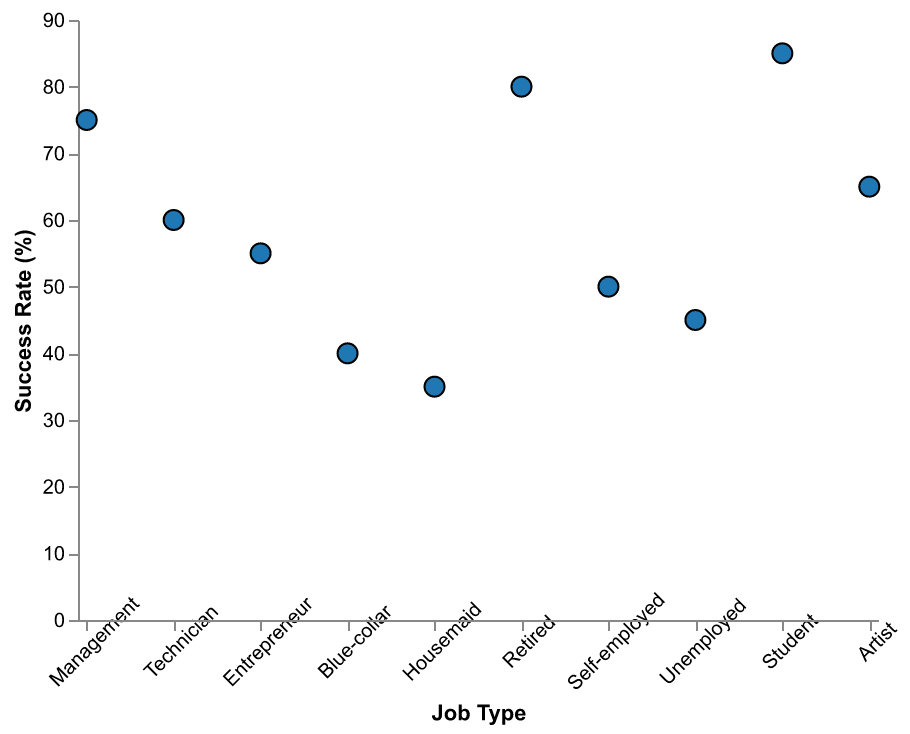 90
80
70
60
50
40
30
20
10
0
Success Rate (%)
Management
Technician
Entrepreneur
Blue-collar
Housemaid
Retired
Self-employed
Unemployed
Student
Artist
Job Type